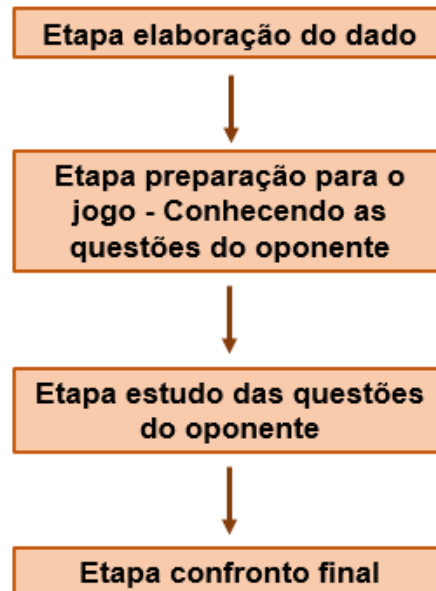 Etapa elaboração do dado
Etapa preparação para o
jogo - Conhecendo as
questões do oponente
Etapa estudo das questões
do oponente
Etapa confronto final